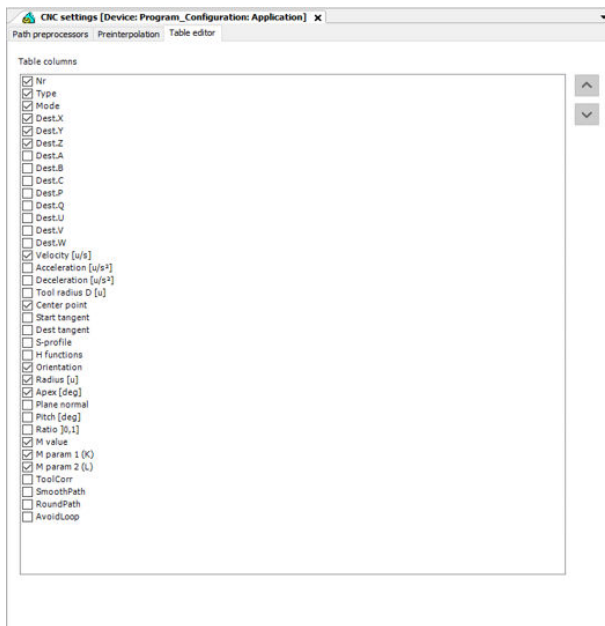 CNC settings [Device: Program_Configuration: Application] X
Path preprocessors Preinterpolation Table editor
Table columns
Nr
Type
Mode
Dest.X
Dest.Y
Dest.Z
Dest.A
Dest.B
Dest.C
Dest.P
Dest.Q
Dest.U
Dest.V
Dest.W
Velocity [u/s]
Acceleration [u/s²]
Deceleration [u/s²]
Tool radius D [u]
Center point
Start tangent
Dest tangent
S-profile
H functions
Orientation
Radius [u]
Apex [deg]
Plane normal
Pitch [deg]
Ratio ]0,1]
M value
M param 1 (K)
M param 2 (L)
ToolCorr
SmoothPath
RoundPath
AvoidLoop